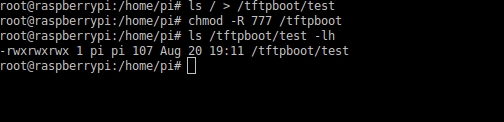 root@raspberrypi:/home/pi# ls / > /tftpboot/test
root@raspberrypi:/home/pi# chmod -R 777 /tftpboot
root@raspberrypi:/home/pi# ls /tftpboot/test -lh
-rwxrwxrwx 1 pi pi 107 Aug 20 19:11 /tftpboot/test
root@raspberrypi:/home/pi#